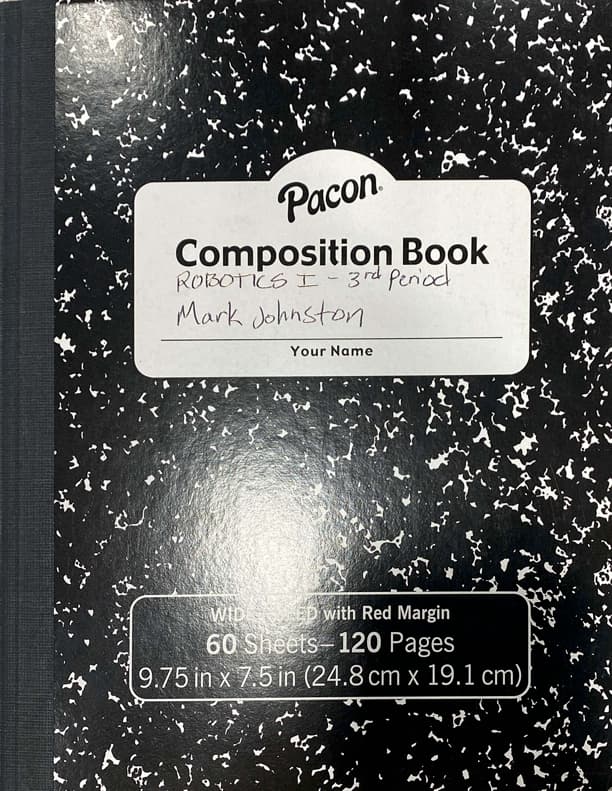 Pacon
Composition Book
ROBOTICS I - 3rd Period
Mark Johnston
Your Name
with Red Margin
60 Sheets–120 Pages
9.75 in x 7.5 in (24.8 cm x 19.1 cm)